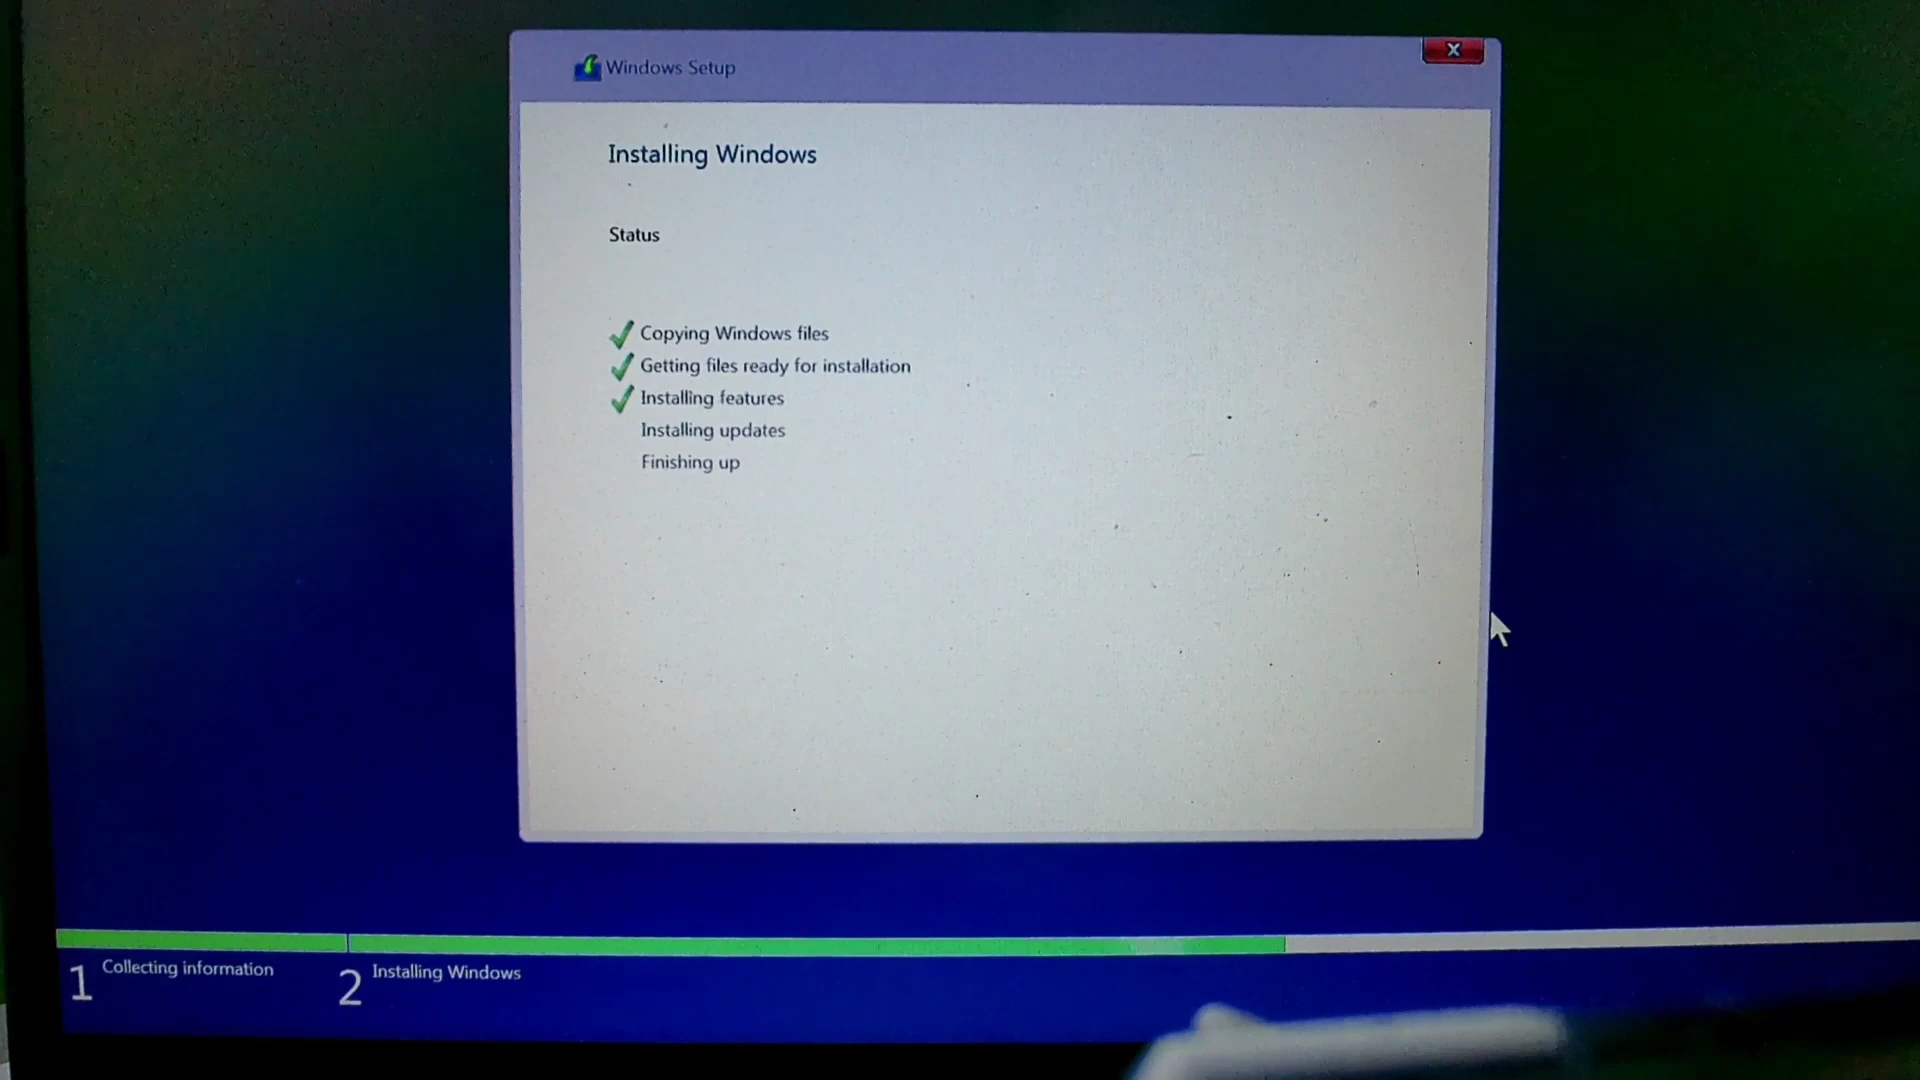 Windows Setup
Installing Windows
Status
Copying Windows files
Getting files ready for installation
Installing features
Installing updates
Finishing up
1 Collecting information
2 Installing Windows